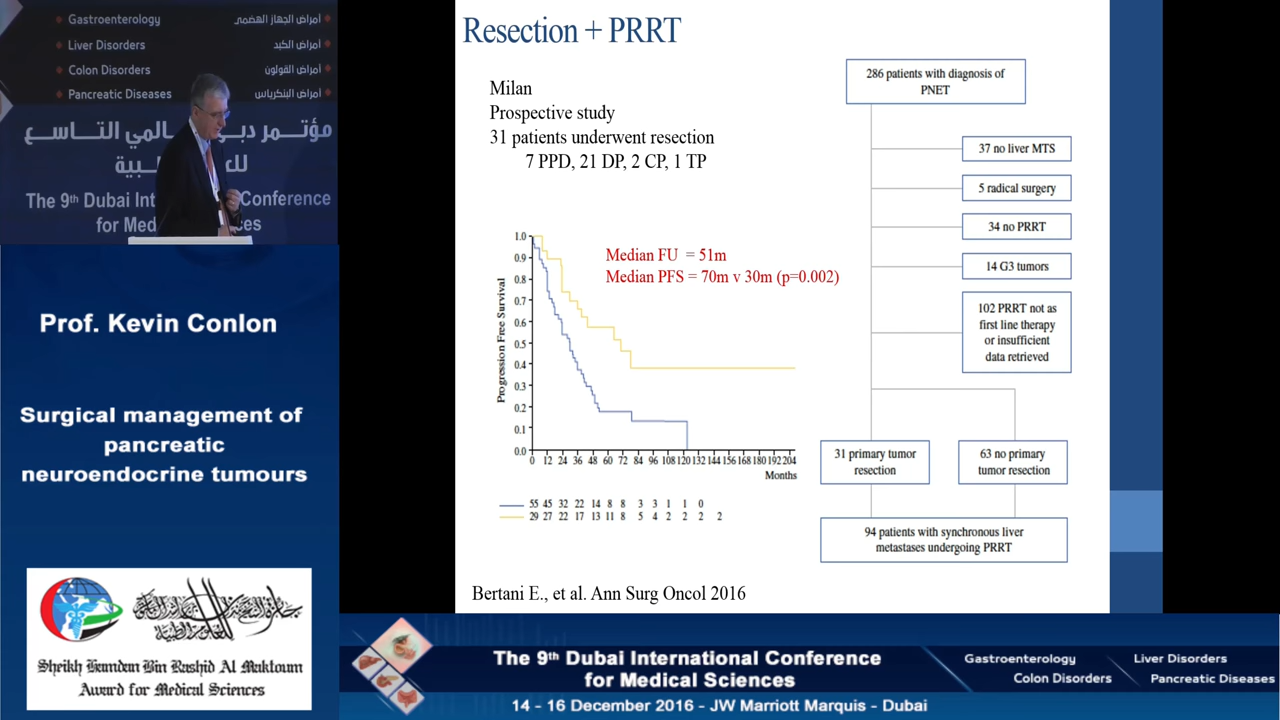 Gastroenterology
أمراض الجهاز الهضمي
Liver Disorders
أمراض الكبد
Colon Disorders
أمراض القولون
Pancreatic Diseases
أمراض البنكرياس
مؤتمر دبي
المي التاسع
للع
بية
The 9th Dubai Int
Conference
for Med
ces
Prof. Kevin Conlon
Surgical management of
pancreatic
neuroendocrine tumours
Sheikh Hamdan Bin Rashid Al Maktoum
Award for Medical Sciences
Resection + PRRT
Milan
Prospective study
31 patients underwent resection
7 PPD, 21 DP, 2 CP, 1 TP
Median FU = 51m
Median PFS = 70m v 30m (p=0.002)
Progression Free Survival
1.0
0.9
0.8
0.7
0.6
0.5
0.4
0.3
0.2
0.1
0.0
0 12 24 36 48 60 72 84 96 108 120 132 144 156 168 180 192 204
Months
55 45 32 22 14 8 8 3 3 1 1 0
29 27 22 17 13 11 8 5 4 2 2 2 2
286 patients with diagnosis of
PNET
37 no liver MTS
5 radical surgery
34 no PRRT
14 G3 tumors
102 PRRT not as
first line therapy
or insufficient
data retrieved
31 primary tumor
resection
63 no primary
tumor resection
94 patients with synchronous liver
metastases undergoing PRRT
Bertani E., et al. Ann Surg Oncol 2016
The 9th Dubai International Conference
for Medical Sciences
Gastroenterology
Liver Disorders
Colon Disorders
Pancreatic Diseases
14 - 16 December 2016 - JW Marriott Marquis - Dubai